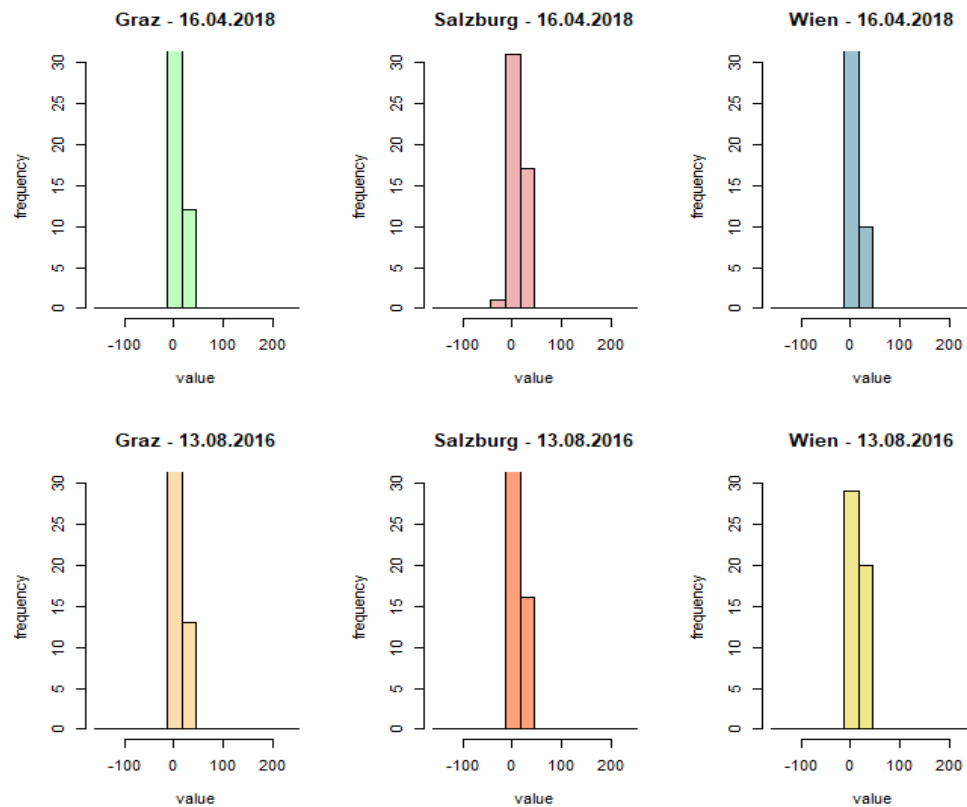 Graz - 16.04.2018
Salzburg - 16.04.2018
Wien - 16.04.2018
frequency
0 5 10 15 20 25 30
-100 0 100 200
value
frequency
0 5 10 15 20 25 30
-100 0 100 200
value
frequency
0 5 10 15 20 25 30
-100 0 100 200
value
Graz - 13.08.2016
Salzburg - 13.08.2016
Wien - 13.08.2016
frequency
0 5 10 15 20 25 30
-100 0 100 200
value
frequency
0 5 10 15 20 25 30
-100 0 100 200
value
frequency
0 5 10 15 20 25 30
-100 0 100 200
value